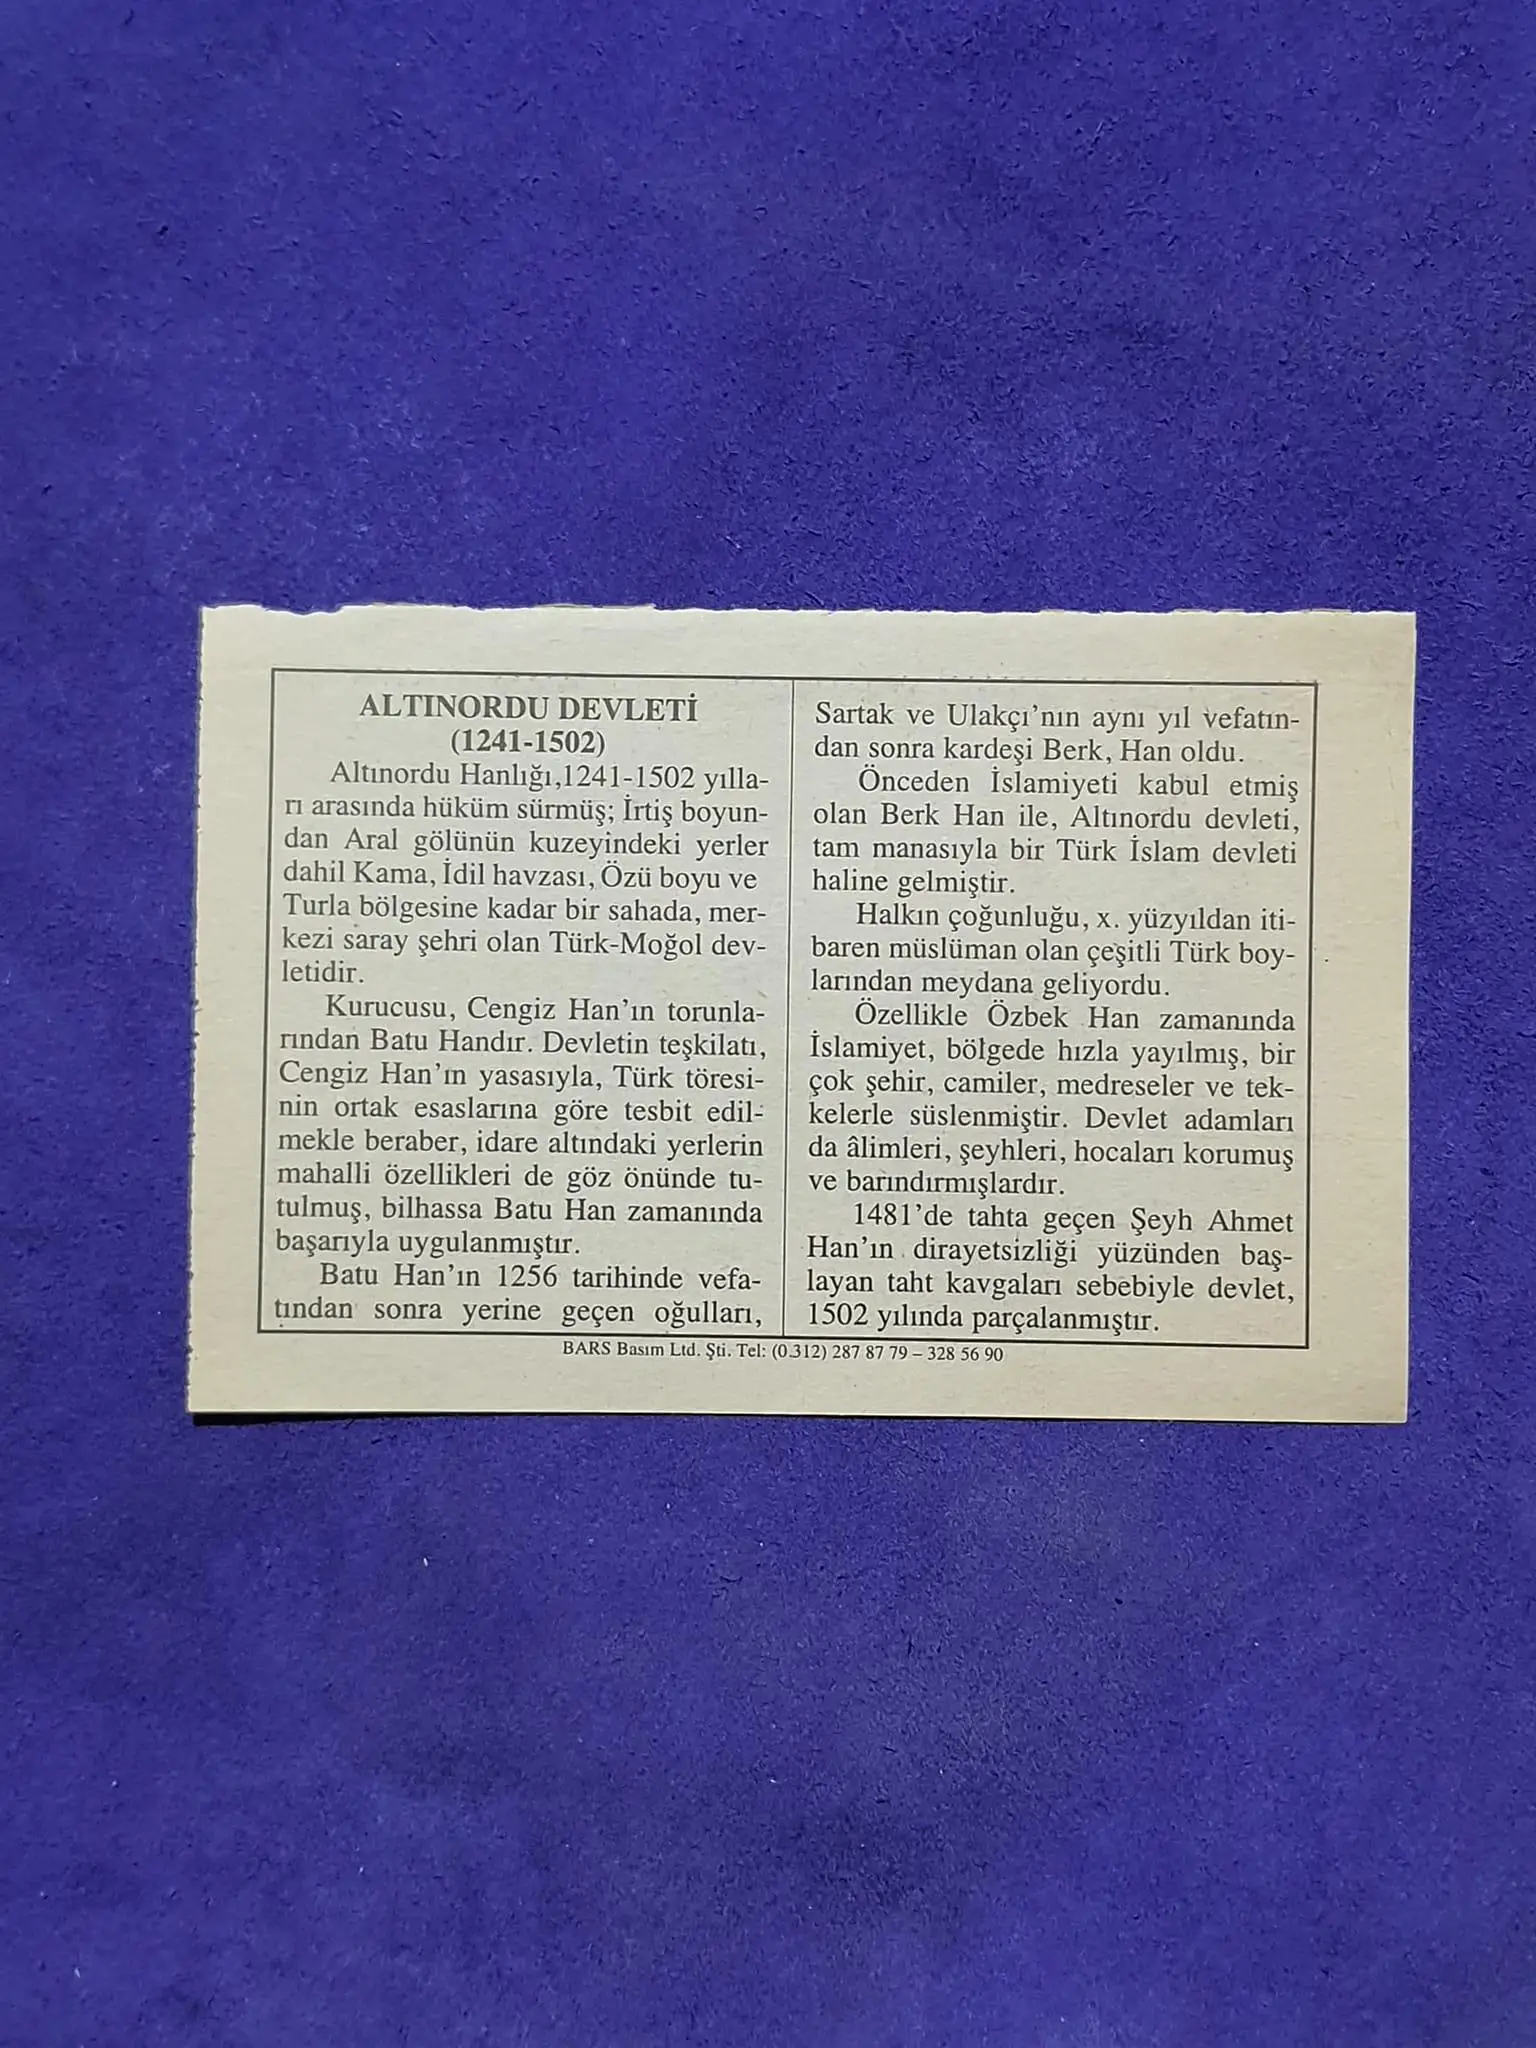 ALTINORDU DEVLETİ
(1241-1502)
Altınordu Hanlığı,1241-1502 yılla-
rı arasında hüküm sürmüş; İrtiş boyun-
dan Aral gölünün kuzeyindeki yerler
dahil Kama, İdil havzası, Özü boyu ve
Turla bölgesine kadar bir sahada, mer-
kezi saray şehri olan Türk-Moğol dev-
letidir.
Kurucusu, Cengiz Han'ın torunla-
rından Batu Handır. Devletin teşkilatı,
Cengiz Han'ın yasasıyla, Türk töresi-
nin ortak esaslarına göre tesbit edil-
mekle beraber, idare altındaki yerlerin
mahalli özellikleri de göz önünde tu-
tulmuş, bilhassa Batu Han zamanında
başarıyla uygulanmıştır.
Batu Han'ın 1256 tarihinde vefa-
tından sonra yerine geçen oğulları,
Sartak ve Ulakçı'nın aynı yıl vefatın-
dan sonra kardeşi Berk, Han oldu.
Önceden İslamiyeti kabul etmiş
olan Berk Han ile, Altınordu devleti,
tam manasıyla bir Türk İslam devleti
haline gelmiştir.
Halkın çoğunluğu, x. yüzyıldan iti-
baren müslüman olan çeşitli Türk boy-
larından meydana geliyordu.
Özellikle Özbek Han zamanında
İslamiyet, bölgede hızla yayılmış, bir
çok şehir, camiler, medreseler ve tek-
kelerle süslenmiştir. Devlet adamları
da âlimleri, şeyhleri, hocaları korumuş
ve barındırmışlardır.
1481'de tahta geçen Şeyh Ahmet
Han'ın dirayetsizliği yüzünden baş-
layan taht kavgaları sebebiyle devlet,
1502 yılında parçalanmıştır.
BARS Basım Ltd. Şti. Tel: (0.312) 287 87 79 – 328 56 90